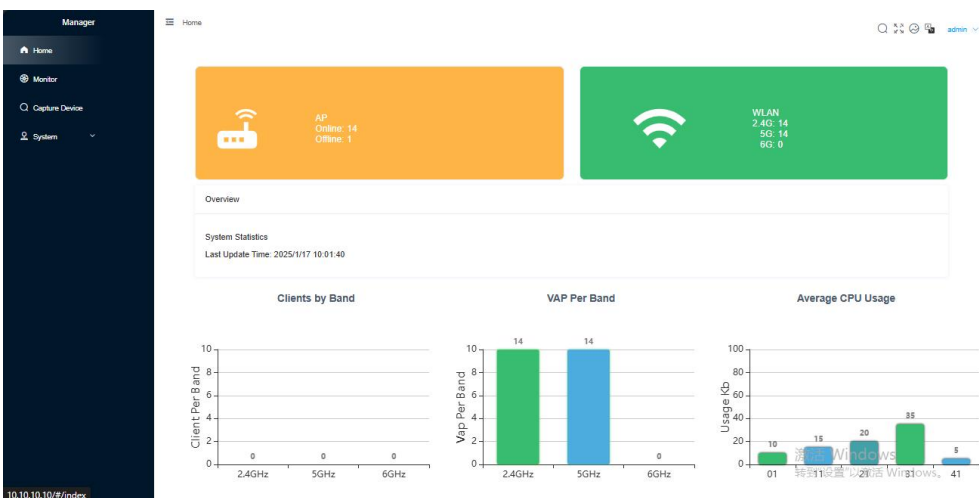 Manager
Home
Monitor
Capture Device
System
Home
admin
AP
Online: 14
Offline: 1
WLAN
2.4G: 14
5G: 14
6G: 0
Overview
System Statistics
Last Update Time: 2025/1/17 10:01:40
Clients by Band
Client Per Band
10
8
6
4
2
0
0
0
0
2.4GHz
5GHz
6GHz
VAP Per Band
Vap Per Band
10
8
6
4
2
0
14
14
0
2.4GHz
5GHz
6GHz
Average CPU Usage
Usage Kb
100
80
60
40
20
0
10
15
20
35
5
01
11
21
31
41
激活 Windows
转到"设置"以激活 Windows。
10.10.10.10/#/index